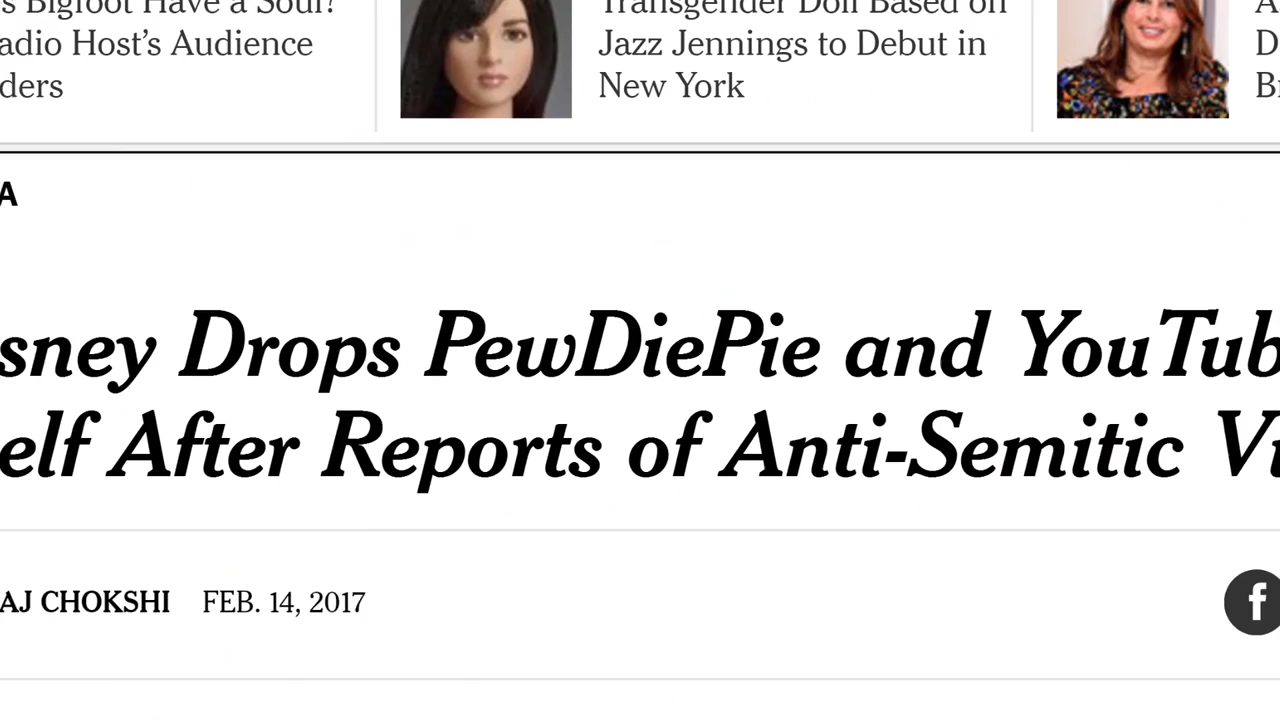 s Bigfoot Have a Soul?
adio Host's Audience
ders
Transgender Doll Based on
Jazz Jennings to Debut in
New York
A
D
B
A
sney Drops PewDiePie and YouTub
elf After Reports of Anti-Semitic Vi
AJ CHOKSHI FEB. 14, 2017
f